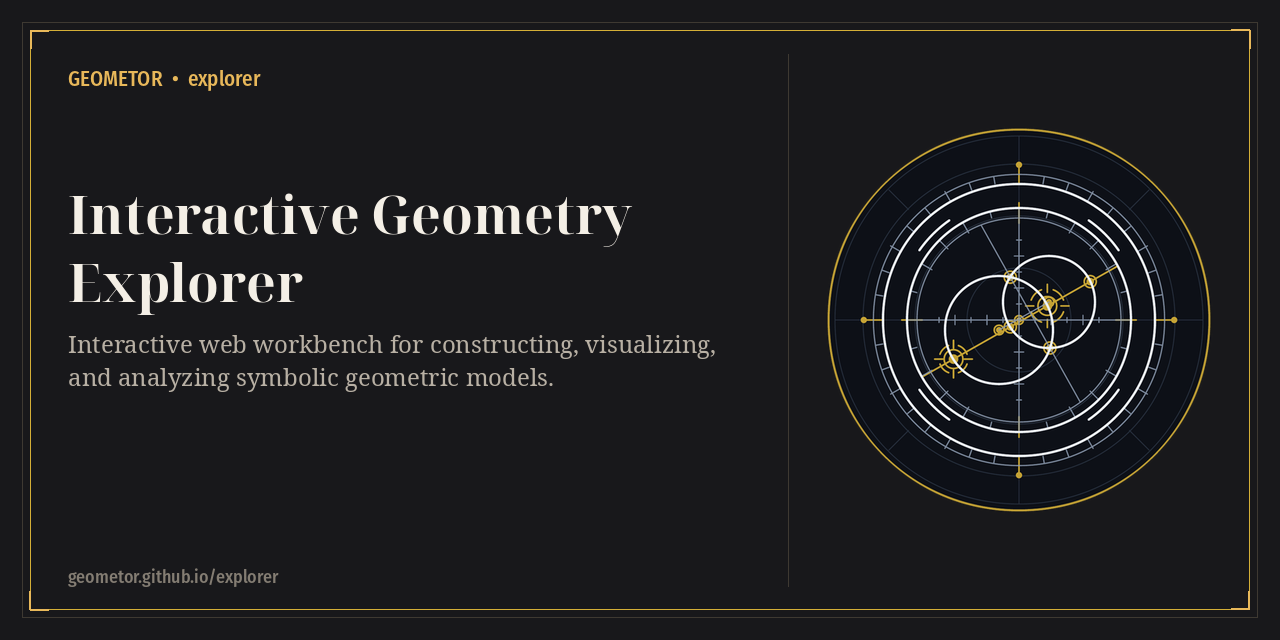 GEOMETOR • explorer
Interactive Geometry
Explorer
Interactive web workbench for constructing, visualizing,
and analyzing symbolic geometric models.
geometor.github.io/explorer